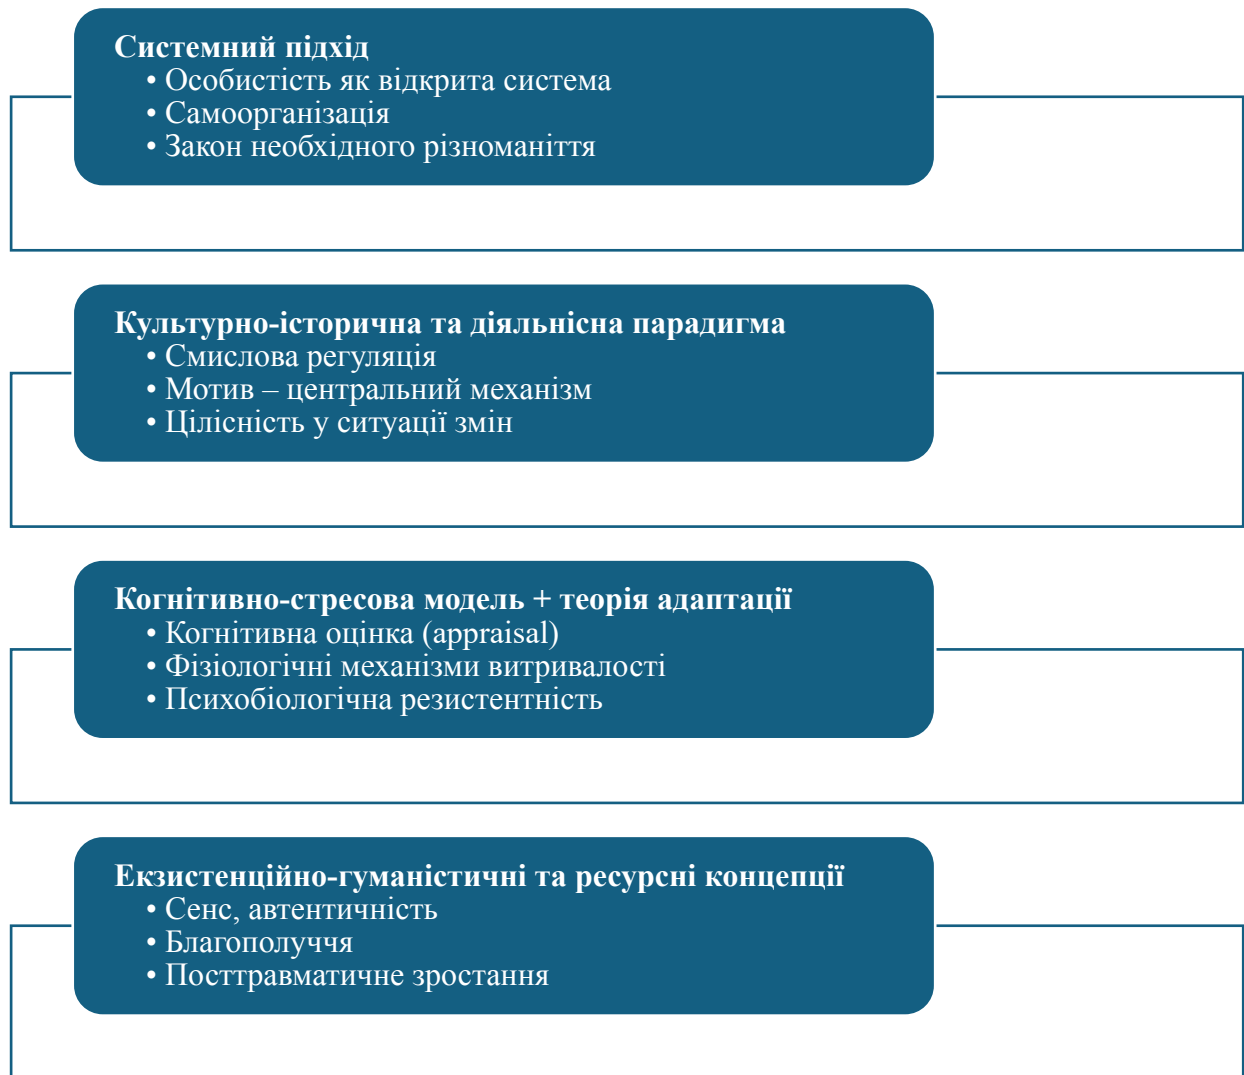 Системний підхід
• Особистість як відкрита система
• Самоорганізація
• Закон необхідного різноманіття
Культурно-історична та діяльнісна парадигма
• Смислова регуляція
• Мотив – центральний механізм
• Цілісність у ситуації змін
Когнітивно-стресова модель + теорія адаптації
• Когнітивна оцінка (appraisal)
• Фізіологічні механізми витривалості
• Психобіологічна резистентність
Екзистенційно-гуманістичні та ресурсні концепції
• Сенс, автентичність
• Благополуччя
• Посттравматичне зростання